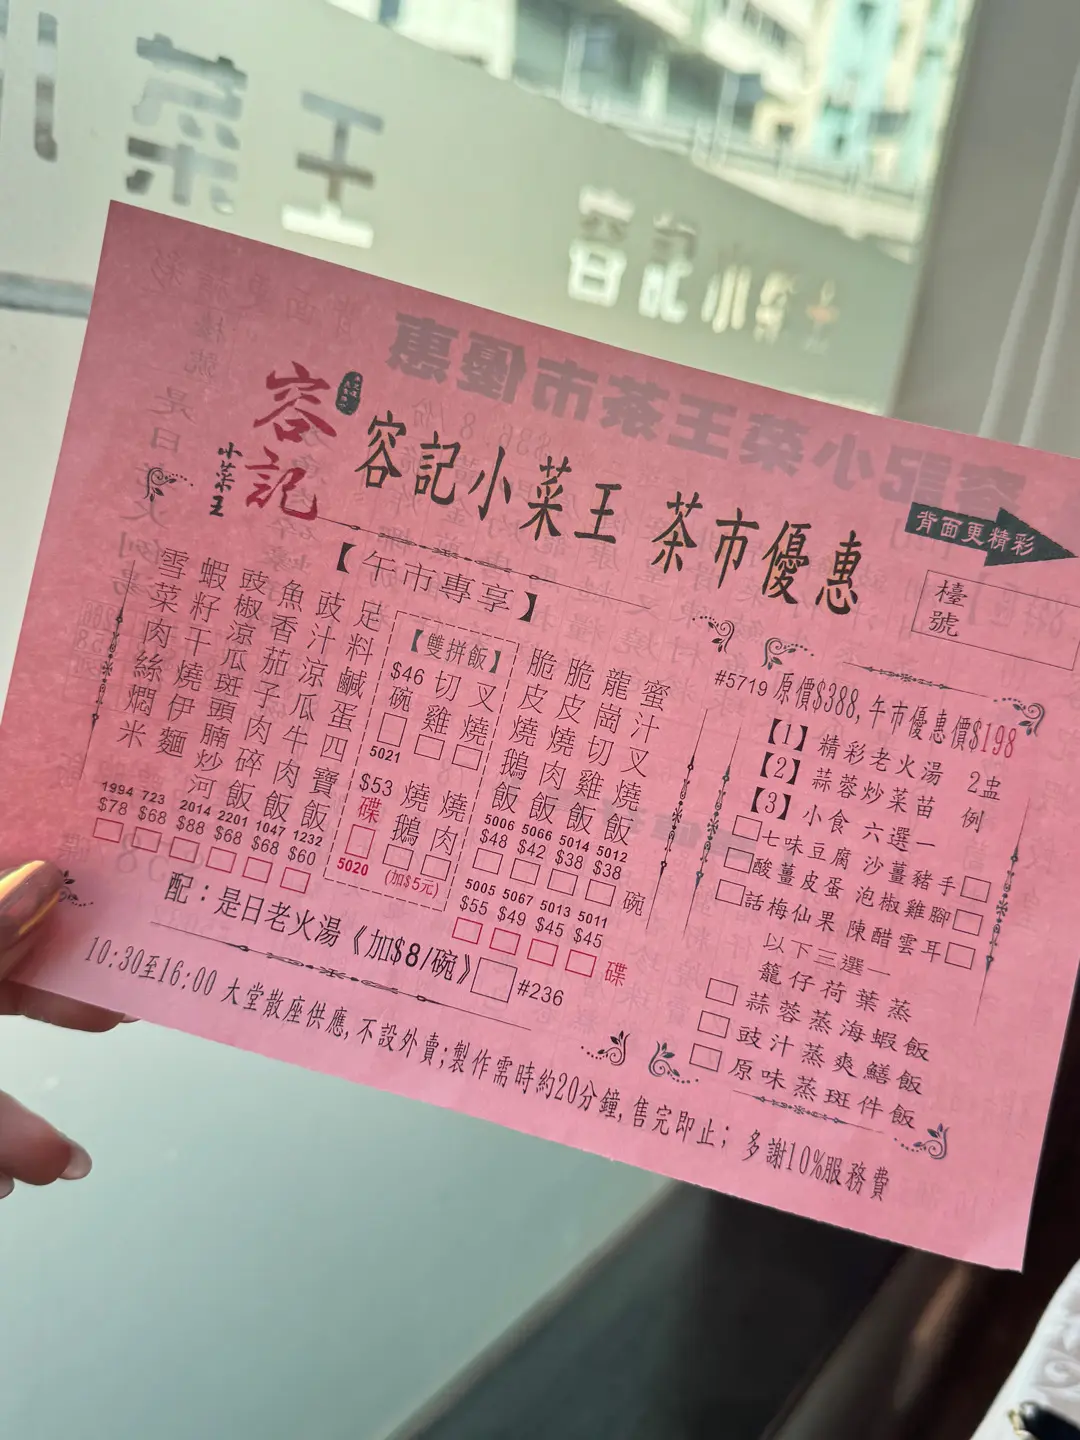 菜王
容記小菜王
容記
小菜王
容記小菜王 茶市優惠
背面更精彩
檯號
【午市專享】
足料鹹蛋四寶飯
1232
$60
豉汁涼瓜牛肉飯
1047
$68
魚香茄子肉碎飯
2201
$68
豉椒涼瓜斑頭腩炒河
2014
$88
蝦籽干燒伊麵
723
$68
雪菜肉絲燜米
1994
$78
【雙拼飯】
$46
碗
5021
切雞
叉燒
$53
碟
5020
燒鵝
(加$5元)
燒肉
蜜汁叉燒飯
5012
$38
龍崗切雞飯
5014
$38
脆皮燒肉飯
5066
$42
脆皮燒鵝飯
5006
$48
碗
5005 5067 5013 5011
$55 $49 $45 $45
碟
配：是日老火湯《加$8/碗》 #236
#5719 原價$388,午市優惠價$198
【1】精彩老火湯 2盅
【2】蒜蓉炒菜苗 例
【3】小食 六選一
七味豆腐 沙薑豬手
酸薑皮蛋 泡椒雞腳
話梅仙果 陳醋雲耳
以下三選一
籠仔荷葉蒸
蒜蓉蒸海蝦飯
豉汁蒸爽鱔飯
原味蒸斑件飯
10:30至16:00 大堂散座供應,不設外賣;製作需時約20分鐘,售完即止; 多謝10%服務費